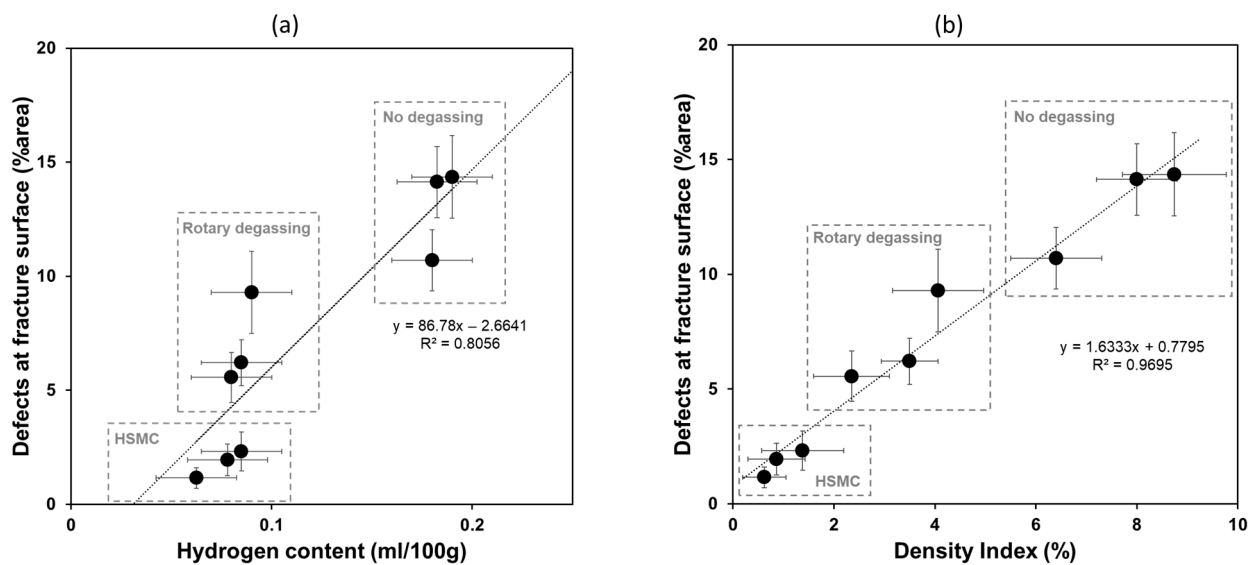 (a)
20
15
10
5
0
0
0.1
0.2
Defects at fracture surface (%area)
Hydrogen content (ml/100g)
No degassing
Rotary degassing
HSMC
y = 86.78x – 2.6641
R² = 0.8056
(b)
20
15
10
5
0
0
2
4
6
8
10
Defects at fracture surface (%area)
Density Index (%)
No degassing
Rotary degassing
HSMC
y = 1.6333x + 0.7795
R² = 0.9695